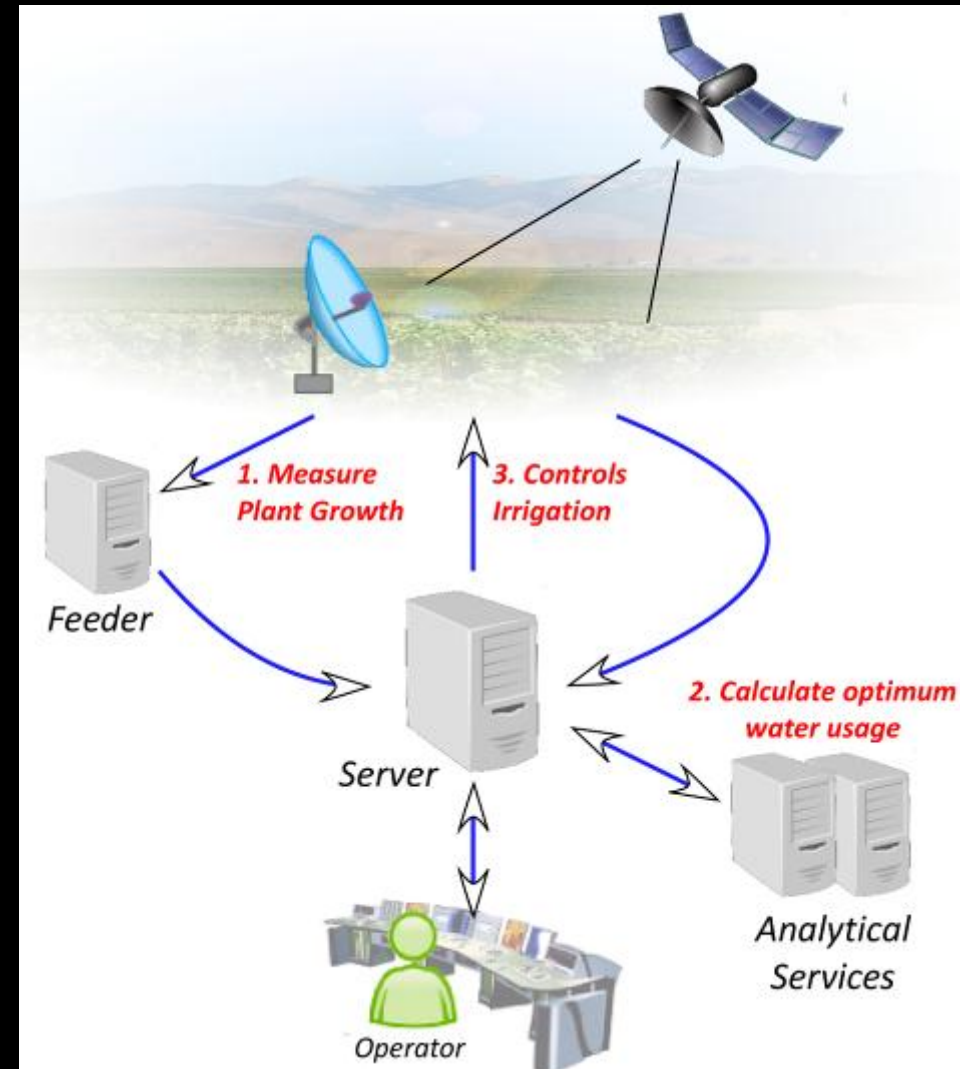 1. Measure
Plant Growth
3. Controls
Irrigation
Feeder
2. Calculate optimum
water usage
Server
Analytical
Services
Operator